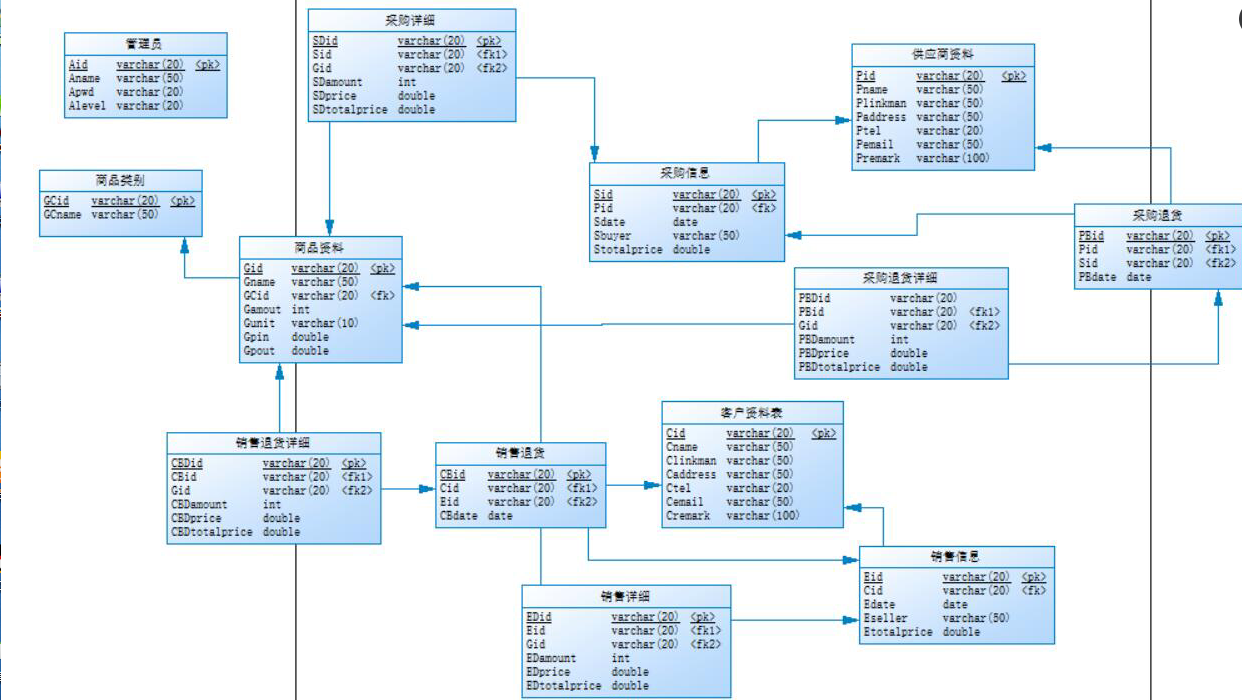 管理员
Aid varchar(20) <pk>
Aname varchar(50)
Apwd varchar(20)
Alevel varchar(20)
采购详细
SDid varchar(20) <pk>
Sid varchar(20) <fk1>
Gid varchar(20) <fk2>
SDamount int
SDprice double
SDtotalprice double
供应商资料
Pid varchar(20) <pk>
Pname varchar(50)
Plinkman varchar(50)
Paddress varchar(50)
Ptel varchar(20)
Pemail varchar(50)
Premark varchar(100)
商品类别
GCid varchar(20) <pk>
GCname varchar(50)
采购信息
Sid varchar(20) <pk>
Pid varchar(20) <fk>
Sdate date
Sbuyer varchar(50)
Stotalprice double
采购退货
PBid varchar(20) <pk>
Pid varchar(20) <fk1>
Sid varchar(20) <fk2>
PBdate date
商品资料
Gid varchar(20) <pk>
Gname varchar(50)
GCid varchar(20) <fk>
Gamout int
Gunit varchar(10)
Gpin double
Gpout double
采购退货详细
PBDid varchar(20)
PBid varchar(20) <fk1>
Gid varchar(20) <fk2>
PBDamount int
PBDprice double
PBDtotalprice double
销售退货详细
CBDid varchar(20) <pk>
CBid varchar(20) <fk1>
Gid varchar(20) <fk2>
CBDamount int
CBDprice double
CBDtotalprice double
销售退货
CBid varchar(20) <pk>
Cid varchar(20) <fk1>
Eid varchar(20) <fk2>
CBdate date
客户资料表
Cid varchar(20) <pk>
Cname varchar(50)
Clinkman varchar(50)
Caddress varchar(50)
Ctel varchar(20)
Cemail varchar(50)
Cremark varchar(100)
销售信息
Eid varchar(20) <pk>
Cid varchar(20) <fk>
Edate date
Eseller varchar(50)
Etotalprice double
销售详细
EDid varchar(20) <pk>
Eid varchar(20) <fk1>
Gid varchar(20) <fk2>
EDamount int
EDprice double
EDtotalprice double